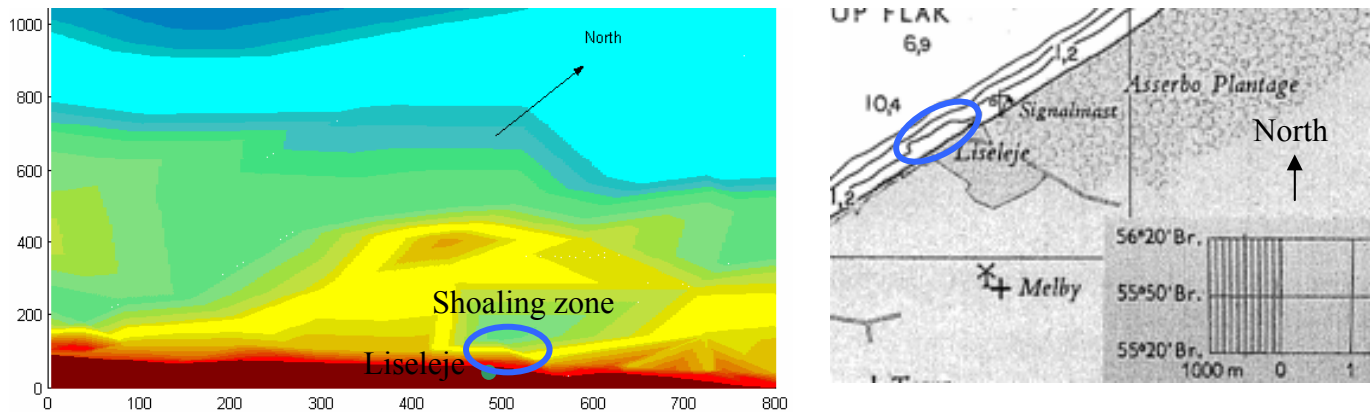 1000
800
600
400
200
0
0 100 200 300 400 500 600 700 800
North
Shoaling zone
Liseleje
UP FLAK
6,9
1,2
10,4
Signalmast
Asserbo Plantage
Liseleje
North
1,2
56°20' Br.
55°50' Br.
55°20' Br.
Melby
1000 m 0 1